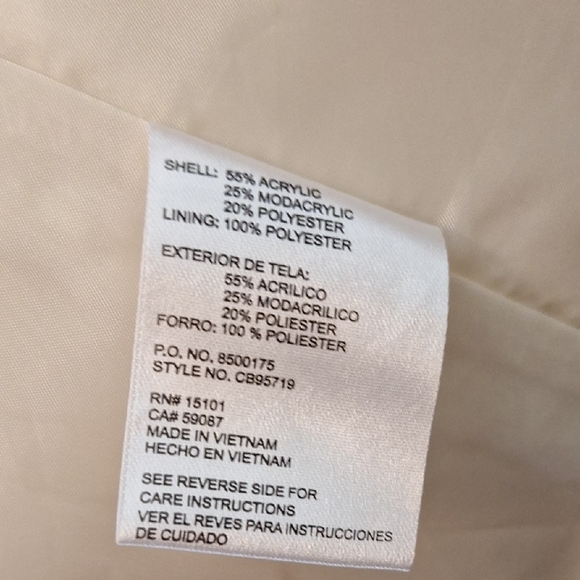 SHELL: 55% ACRYLIC
25% MODACRYLIC
20% POLYESTER
LINING: 100% POLYESTER
EXTERIOR DE TELA:
55% ACRILICO
25% MODACRILICO
20% POLIESTER
FORRO: 100 % POLIESTER
P.O. NO. 8500175
STYLE NO. CB95719
RN# 15101
CA# 59087
MADE IN VIETNAM
HECHO EN VIETNAM
SEE REVERSE SIDE FOR
CARE INSTRUCTIONS
VER EL REVES PARA INSTRUCCIONES
DE CUIDADO